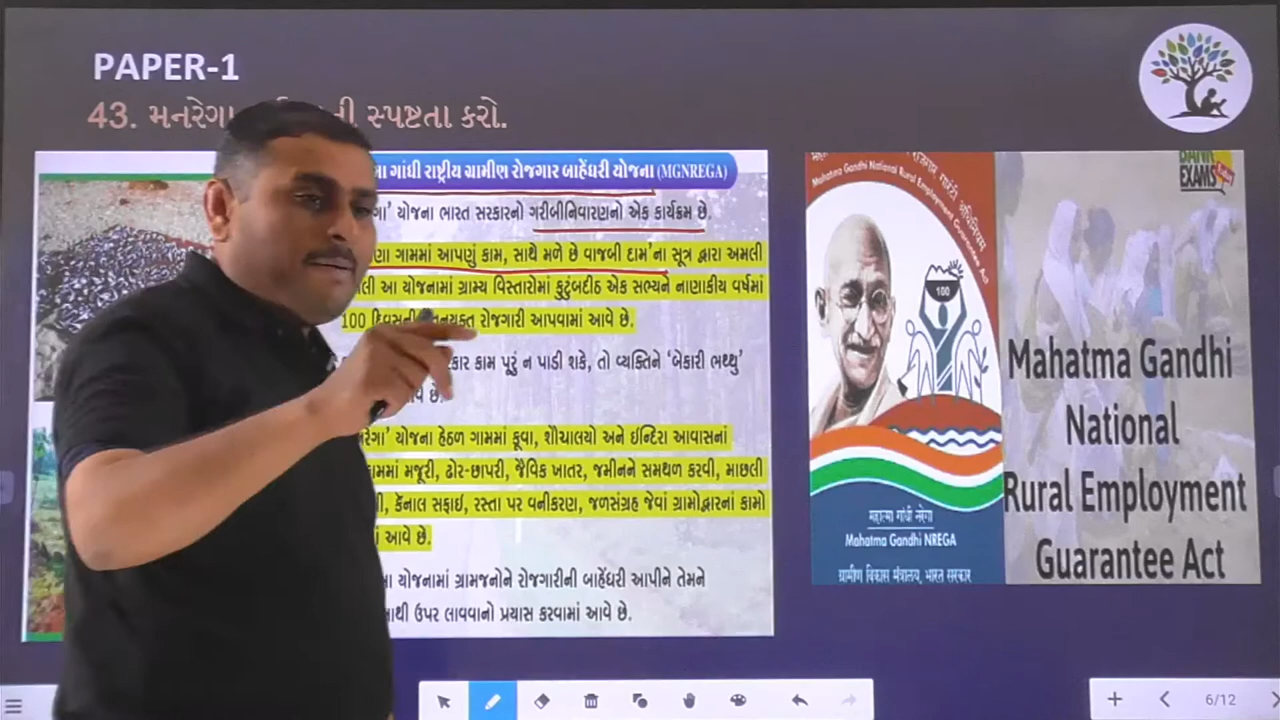 PAPER-1
43. મનરેગા સ્પષ્ટતા કરો.
ગાંધી રાષ્ટ્રીય ગ્રામીણ રોજગાર બાહેંધરી યોજના (MGNREGA)
યોજના ભારત સરકારનો ગરીબીનિવારણનો એક કાર્યક્રમ છે.
ગામમાં આપણું કામ, સાથે મળે છે વાજબી દામ'ના સૂત્ર દ્વારા અમલી
આ યોજનામાં ગ્રામ્ય વિસ્તારોમાં કુટુંબદીઠ એક સભ્યને નાણાકીય વર્ષમાં
100 રોજગારી આપવામાં આવે છે.
કામ પૂરું ન પાડી શકે, તો વ્યક્તિને 'બેકારી ભથ્થુ'
છે.
યોજના હેઠળ ગામમાં કૂવા, શૌચાલયો અને ઇન્દિરા આવાસનાં
મજૂરી, ઢોર-છાપરી, જૈવિક ખાતર, જમીનને સમથળ કરવી, માછલી
કૅનાલ સફાઇ, રસ્તા પર વનીકરણ, જળસંગ્રહ જેવાં ગ્રામોદ્વારનાં કામો
આવે છે.
યોજનામાં ગ્રામજનોને રોજગારીની બાહેંધરી આપીને તેમને
ઉપર લાવવાનો પ્રયાસ કરવામાં આવે છે.
Mahatma Gandhi National Rural Employment Guarantee Act
100
महात्मा गांधी नरेगा
Mahatma Gandhi NREGA
ग्रामीण विकास मंत्रालय, भारत सरकार
EXAMS
Mahatma Gandhi
National
Rural Employment
Guarantee Act
6/12